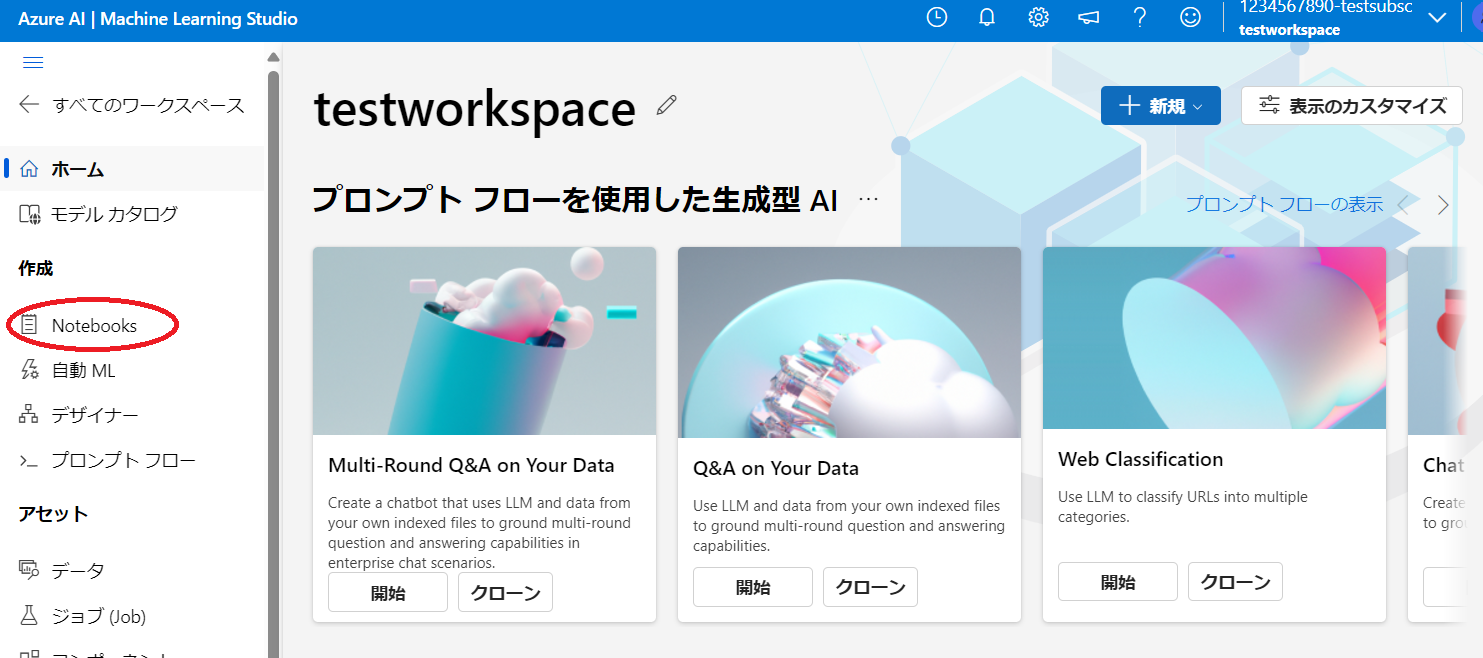 Azure AI | Machine Learning Studio
1234567890-testsubsc
testworkspace
すべてのワークスペース
ホーム
モデル カタログ
作成
Notebooks
自動 ML
デザイナー
プロンプト フロー
アセット
データ
ジョブ (Job)
コンポーネント
testworkspace
新規
表示のカスタマイズ
プロンプト フローを使用した生成型 AI
プロンプト フローの表示
Multi-Round Q&A on Your Data
Create a chatbot that uses LLM and data from
your own indexed files to ground multi-round
question and answering capabilities in
enterprise chat scenarios.
開始
クローン
Q&A on Your Data
Use LLM and data from your own indexed files
to ground multi-round question and answering
capabilities.
開始
クローン
Web Classification
Use LLM to classify URLs into multiple
categories.
開始
クローン
Chat
Create
to